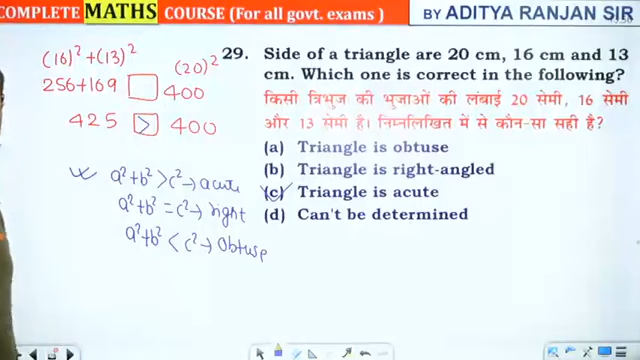 COMPLETE MATHS COURSE (For all govt. exams)
BY ADITYA RANJAN SIR
(16)² + (13)²
(20)²
256+169 400
425 > 400
a²+b² > c² → acute
a²+b² = c² → right
a²+b² < c² → Obtuse
29. Side of a triangle are 20 cm, 16 cm and 13
cm. Which one is correct in the following?
किसी त्रिभुज की भुजाओं की लंबाई 20 सेमी, 16 सेमी
और 13 सेमी है। निम्नलिखित में से कौन-सा सही है?
(a) Triangle is obtuse
(b) Triangle is right-angled
(c) Triangle is acute
(d) Can't be determined